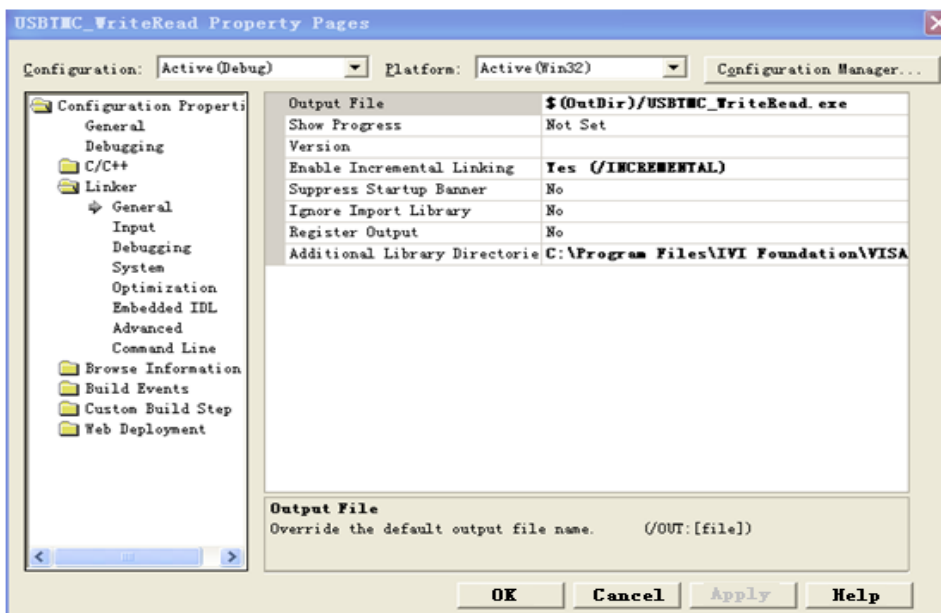 USBTMC_WriteRead Property Pages
Configuration: Active(Debug) Platform: Active(Win32) Configuration Manager...
Configuration Properti
General
Debugging
C/C++
Linker
General
Input
Debugging
System
Optimization
Embedded IDL
Advanced
Command Line
Browse Information
Build Events
Custom Build Step
Web Deployment
Output File $(OutDir)/USBTMC_WriteRead.exe
Show Progress Not Set
Version
Enable Incremental Linking Yes (/INCREMENTAL)
Suppress Startup Banner No
Ignore Import Library No
Register Output No
Additional Library Directorie C:\Program Files\IVI Foundation\VISA
Output File
Override the default output file name. (/OUT:[file])
OK Cancel Apply Help